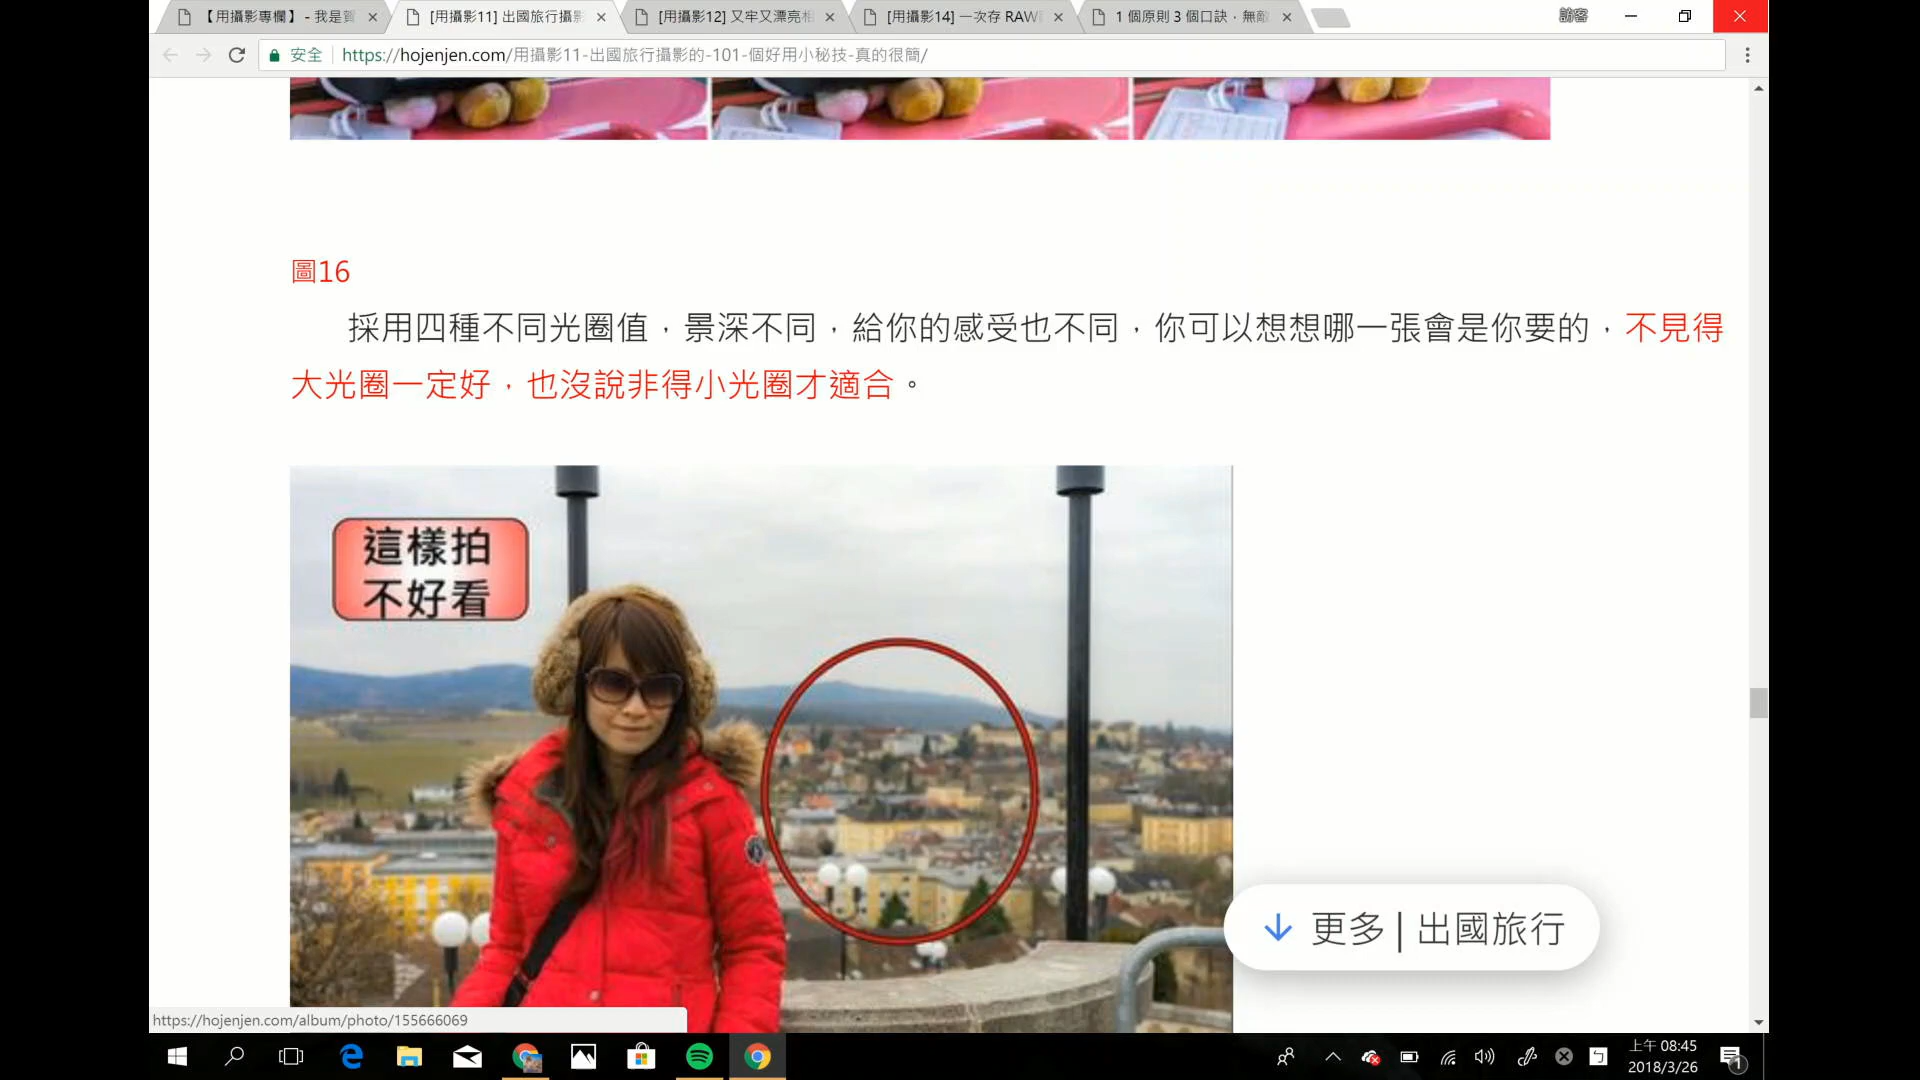 【用攝影專欄】 - 我是賀
[用攝影11] 出國旅行攝影
[用攝影12] 又牢又漂亮相
[用攝影14] 一次存 RAW
1 個原則 3 個口訣，無敵
訪客
安全
https://hojenjen.com/用攝影11-出國旅行攝影的-101-個好用小秘技-真的很簡/
圖16
採用四種不同光圈值，景深不同，給你的感受也不同，你可以想想哪一張會是你要的，不見得
大光圈一定好，也沒說非得小光圈才適合。
這樣拍
不好看
更多 | 出國旅行
https://hojenjen.com/album/photo/155666069
上午 08:45
2018/3/26
1